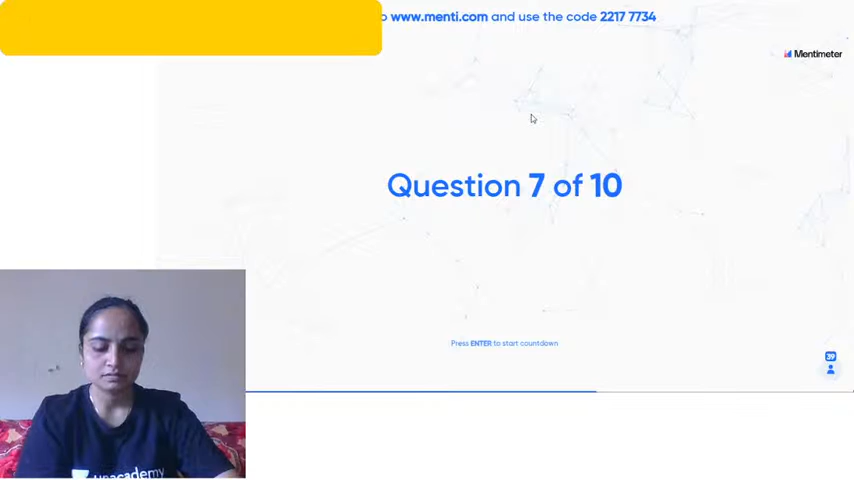 www.menti.com and use the code 2217 7734
Mentimeter
Question 7 of 10
Press ENTER to start countdown
39
unacademy